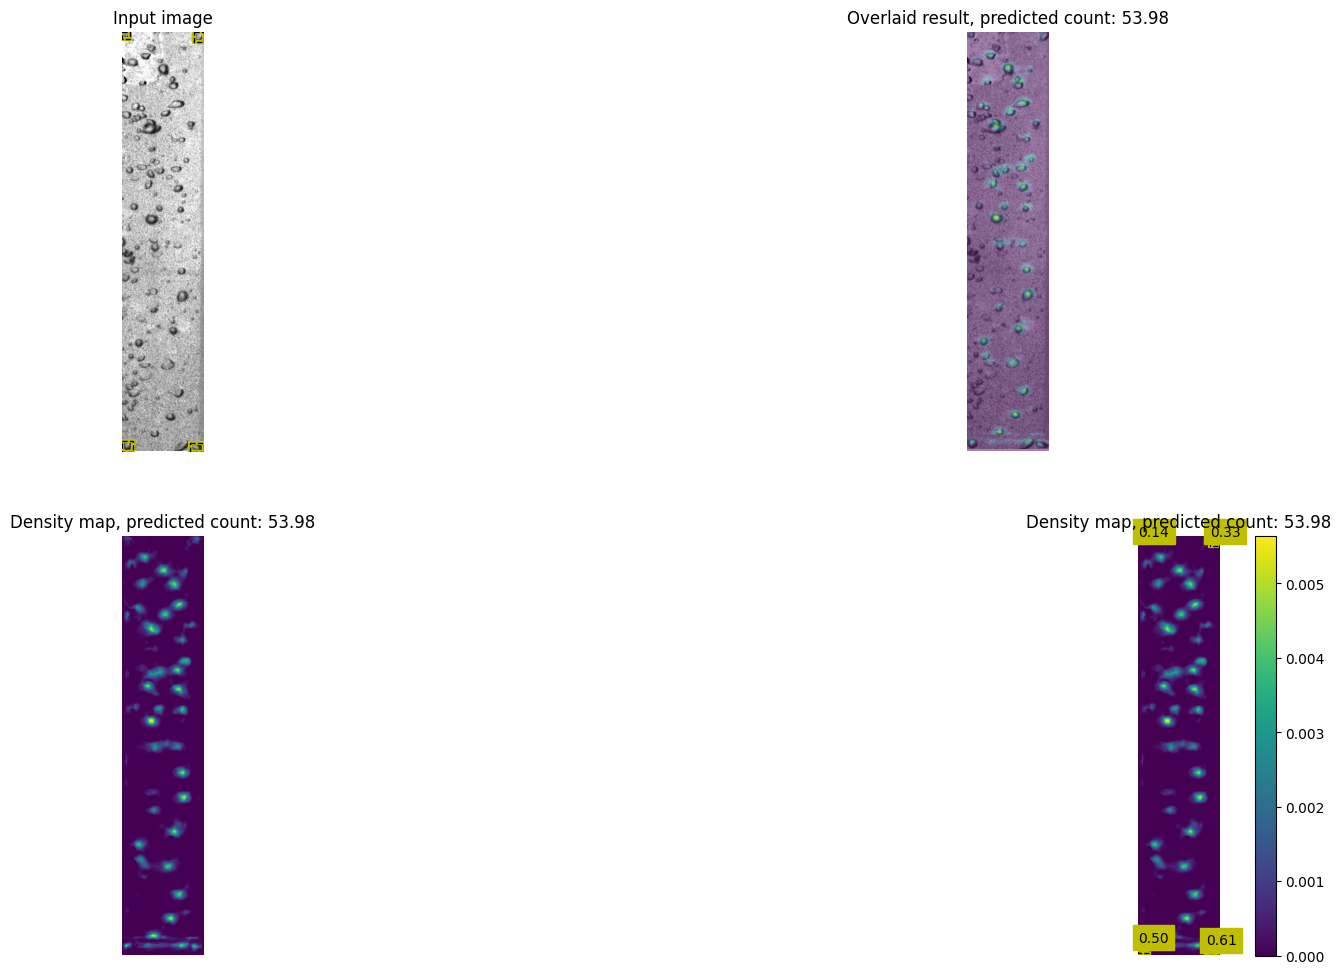 Input image
Overlaid result, predicted count: 53.98
Density map, predicted count: 53.98
Density map, predicted count: 53.98
0.14
0.33
0.50
0.61
0.005
0.004
0.003
0.002
0.001
0.000